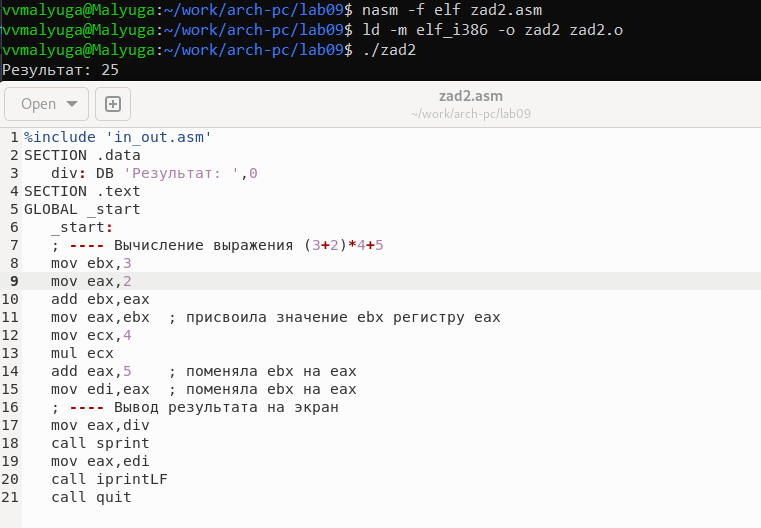 vvmalyuga@Malyuga:~/work/arch-pc/lab09$ nasm -f elf zad2.asm
vvmalyuga@Malyuga:~/work/arch-pc/lab09$ ld -m elf_i386 -o zad2 zad2.o
vvmalyuga@Malyuga:~/work/arch-pc/lab09$ ./zad2
Результат: 25
Open
zad2.asm
~/work/arch-pc/lab09
1 %include 'in_out.asm'
2 SECTION .data
3    div: DB 'Результат: ',0
4 SECTION .text
5 GLOBAL _start
6    _start:
7    ; ---- Вычисление выражения (3+2)*4+5
8    mov ebx,3
9    mov eax,2
10    add ebx,eax
11    mov eax,ebx  ; присвоила значение ebx регистру eax
12    mov ecx,4
13    mul ecx
14    add eax,5    ; поменяла ebx на eax
15    mov edi,eax  ; поменяла ebx на eax
16    ; ---- Вывод результата на экран
17    mov eax,div
18    call sprint
19    mov eax,edi
20    call iprintLF
21    call quit